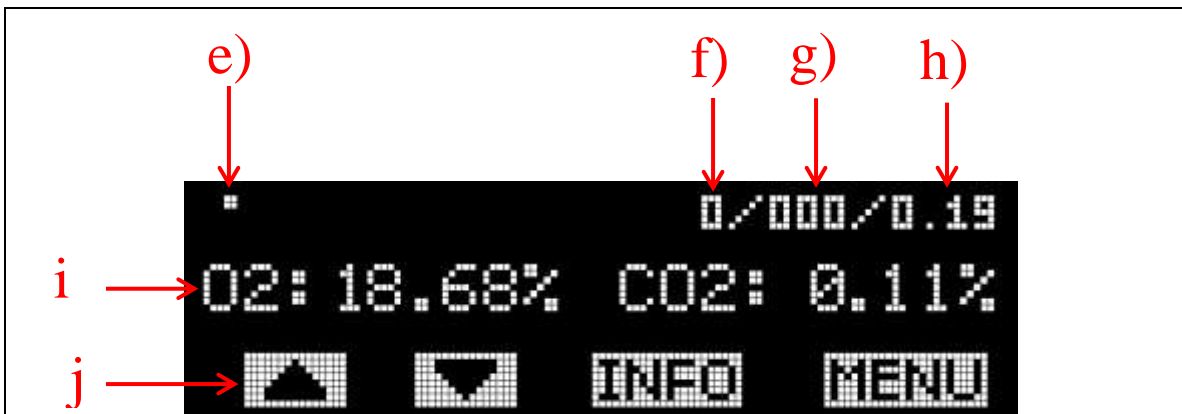 e) f) g) h)
0/000/0.19
i O2: 18.68% CO2: 0.11%
j INFO MENU